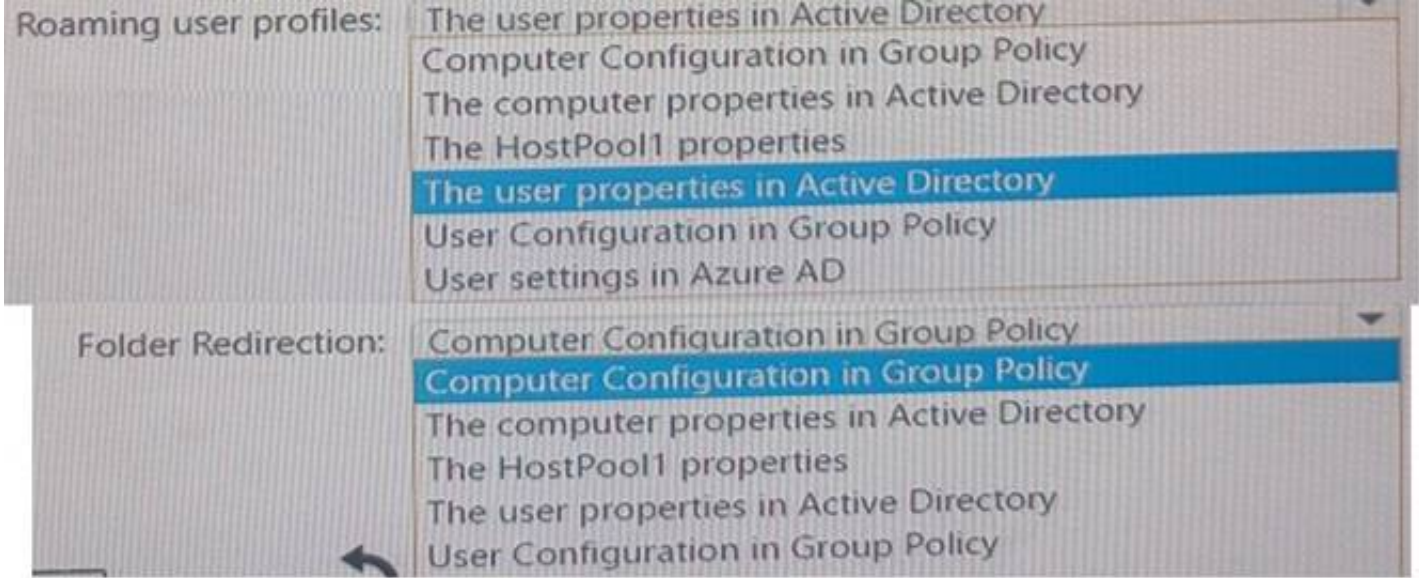 Roaming user profiles: The user properties in Active Directory
Computer Configuration in Group Policy
The computer properties in Active Directory
The HostPool1 properties
The user properties in Active Directory
User Configuration in Group Policy
User settings in Azure AD
Folder Redirection: Computer Configuration in Group Policy
Computer Configuration in Group Policy
The computer properties in Active Directory
The HostPool1 properties
The user properties in Active Directory
User Configuration in Group Policy